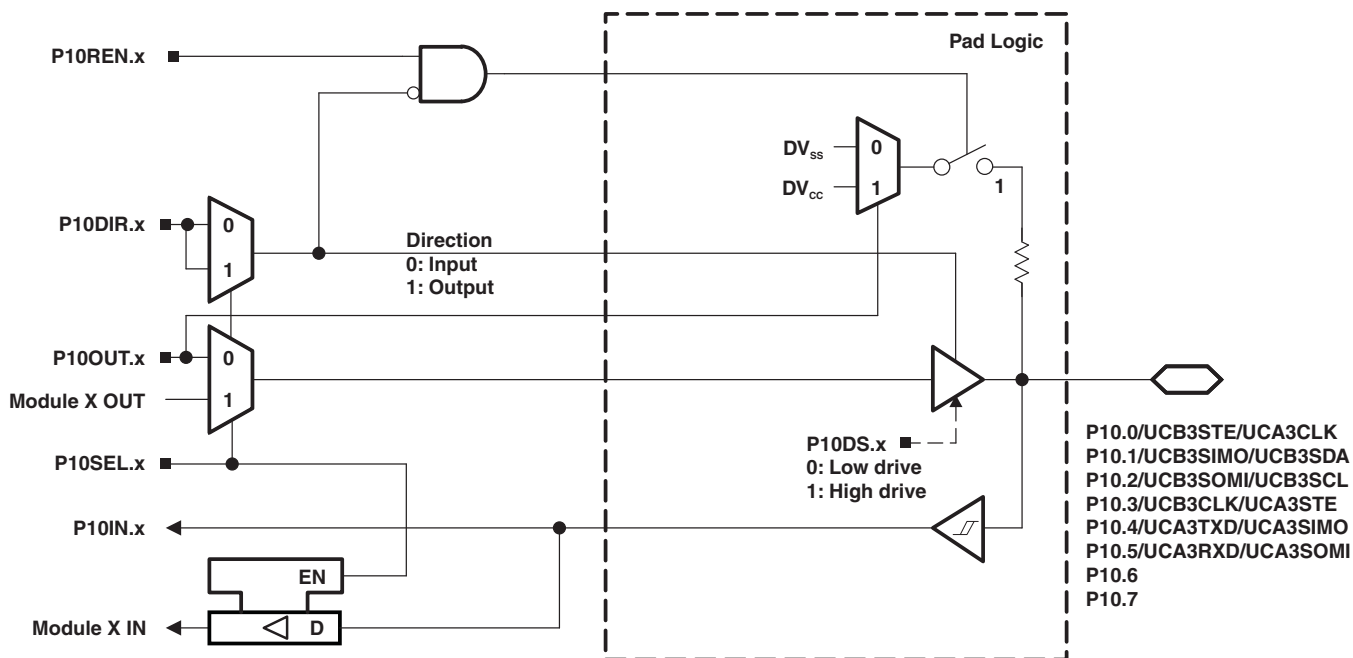 Pad Logic
P10REN.x
DVss
0
DVcc
1
1
P10DIR.x
0
1
Direction
0: Input
1: Output
P10OUT.x
0
Module X OUT
1
P10DS.x
0: Low drive
1: High drive
P10SEL.x
P10IN.x
EN
Module X IN
D
P10.0/UCB3STE/UCA3CLK
P10.1/UCB3SIMO/UCB3SDA
P10.2/UCB3SOMI/UCB3SCL
P10.3/UCB3CLK/UCA3STE
P10.4/UCA3TXD/UCA3SIMO
P10.5/UCA3RXD/UCA3SOMI
P10.6
P10.7